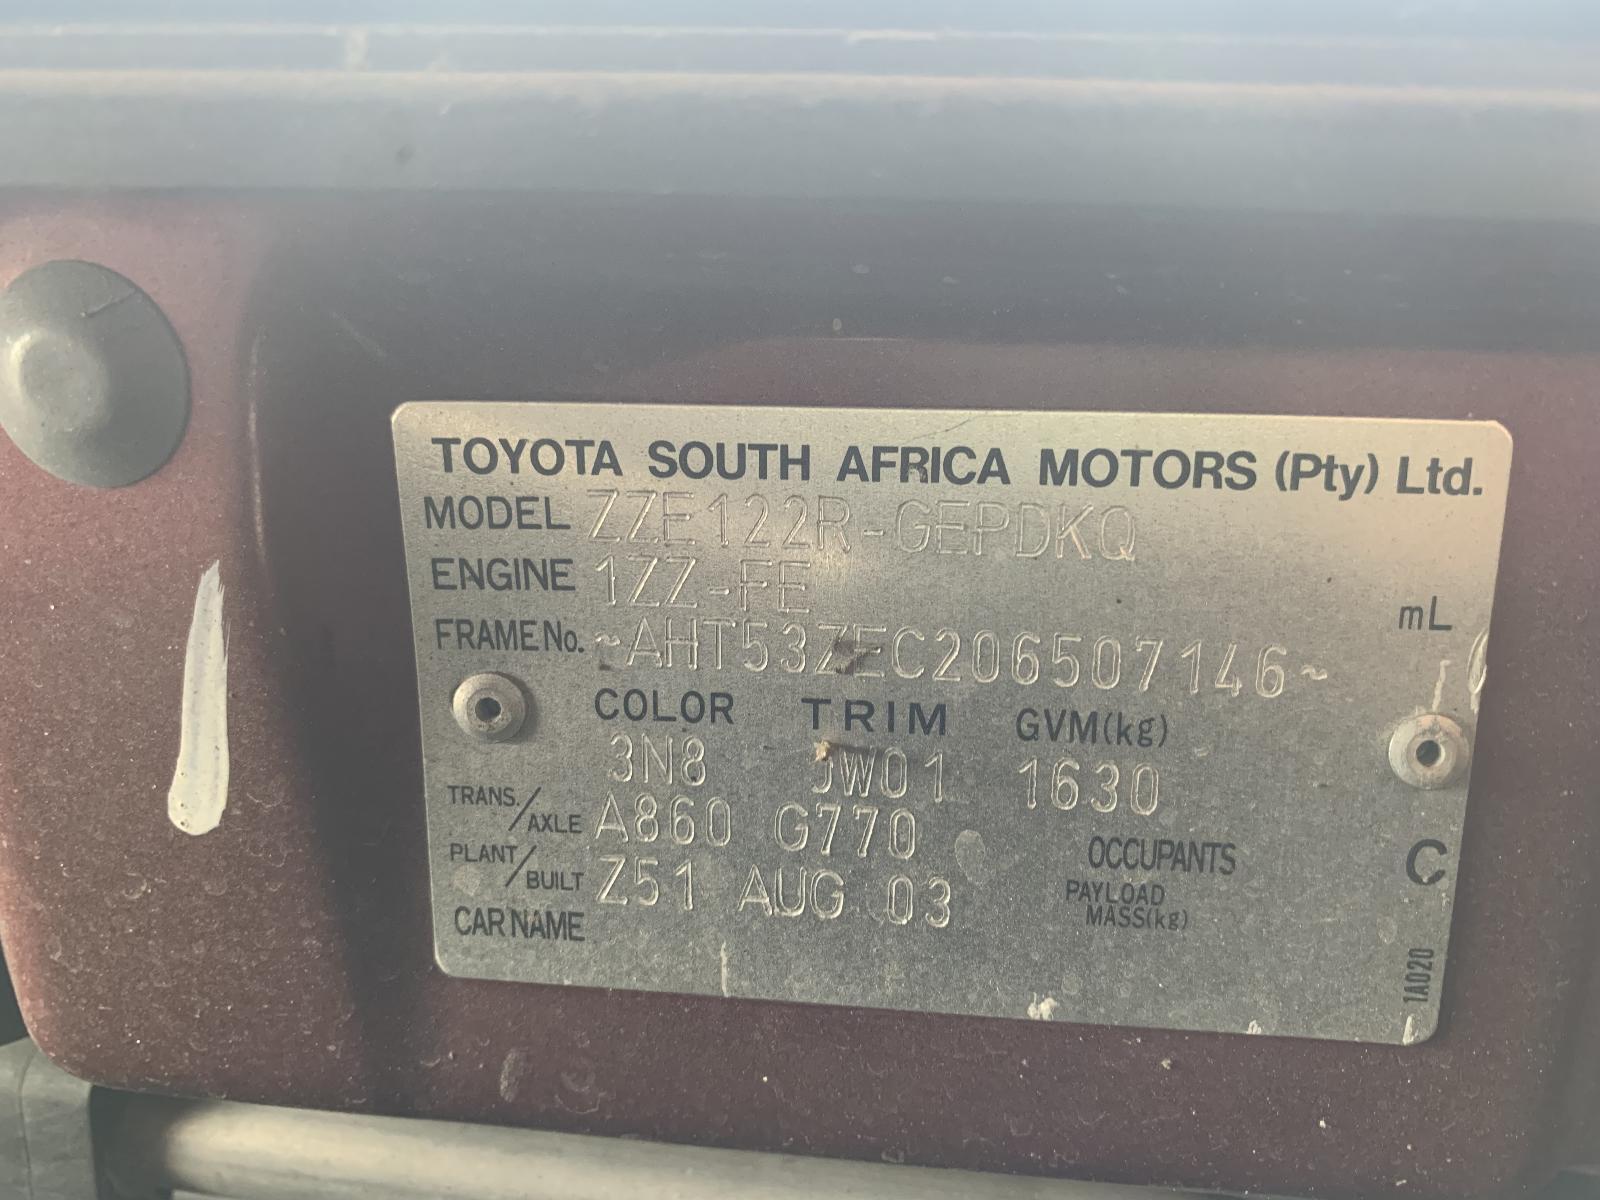 TOYOTA SOUTH AFRICA MOTORS (Pty) Ltd.
MODEL ZZE122R-GEPDKQ
ENGINE 1ZZ-FE mL
FRAME No. ~AHT53ZEC206507146~
COLOR TRIM GVM(kg)
3N8 JW01 1630
TRANS./AXLE A860 G770
OCCUPANTS C
PLANT/BUILT Z51 AUG 03
PAYLOAD MASS(kg)
CAR NAME
1A020